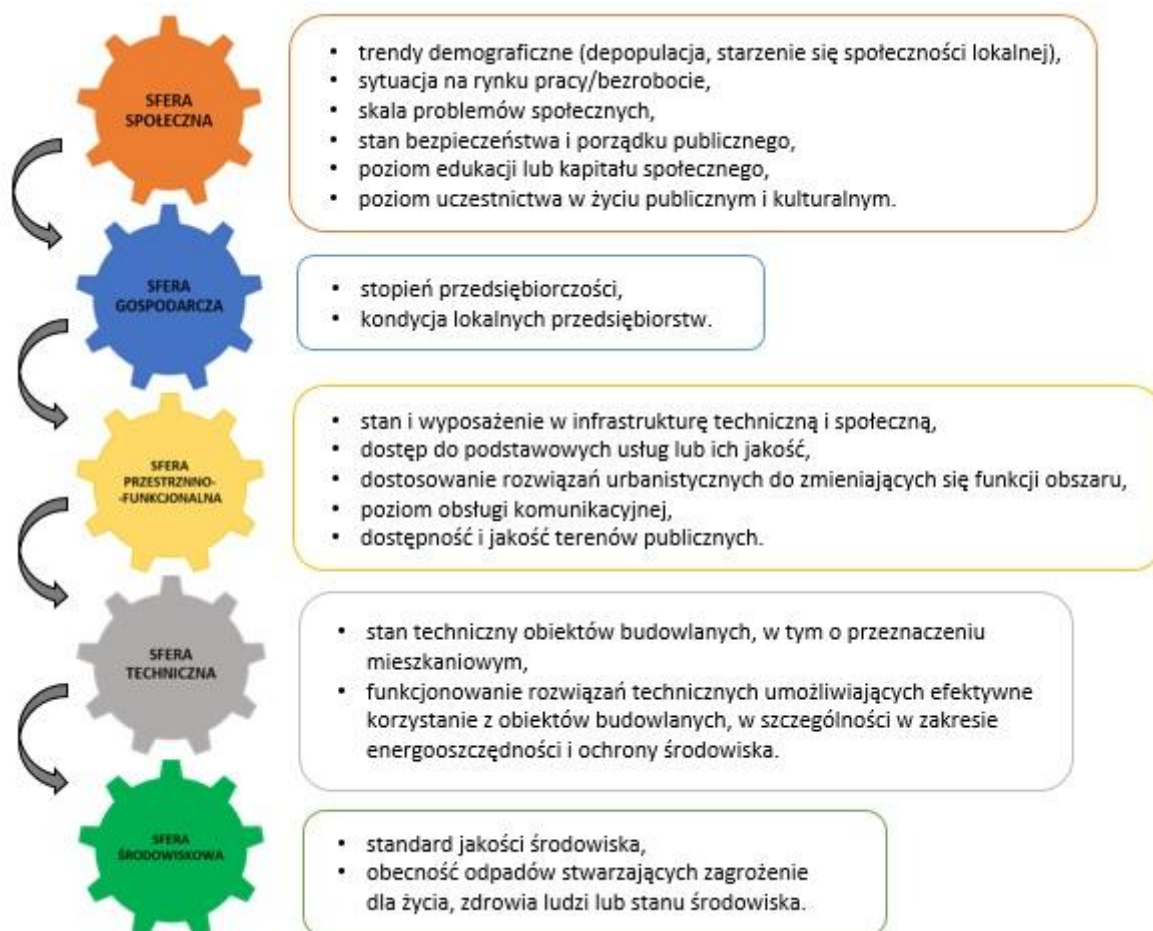 SFERA
SPOŁECZNA
• trendy demograficzne (depopulacja, starzenie się społeczności lokalnej),
• sytuacja na rynku pracy/bezrobocie,
• skala problemów społecznych,
• stan bezpieczeństwa i porządku publicznego,
• poziom edukacji lub kapitału społecznego,
• poziom uczestnictwa w życiu publicznym i kulturalnym.
SFERA
GOSPODARCZA
• stopień przedsiębiorczości,
• kondycja lokalnych przedsiębiorstw.
SFERA
PRZESTRZNNO-
-FUNKCJONALNA
• stan i wyposażenie w infrastrukturę techniczną i społeczną,
• dostęp do podstawowych usług lub ich jakość,
• dostosowanie rozwiązań urbanistycznych do zmieniających się funkcji obszaru,
• poziom obsługi komunikacyjnej,
• dostępność i jakość terenów publicznych.
SFERA
TECHNICZNA
• stan techniczny obiektów budowlanych, w tym o przeznaczeniu
mieszkaniowym,
• funkcjonowanie rozwiązań technicznych umożliwiających efektywne
korzystanie z obiektów budowlanych, w szczególności w zakresie
energooszczędności i ochrony środowiska.
SFERA
ŚRODOWISKOWA
• standard jakości środowiska,
• obecność odpadów stwarzających zagrożenie
dla życia, zdrowia ludzi lub stanu środowiska.